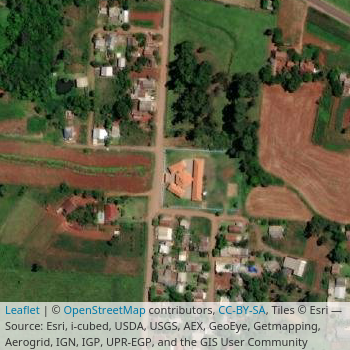 Leaflet | © OpenStreetMap contributors, CC-BY-SA, Tiles © Esri —
Source: Esri, i-cubed, USDA, USGS, AEX, GeoEye, Getmapping,
Aerogrid, IGN, IGP, UPR-EGP, and the GIS User Community